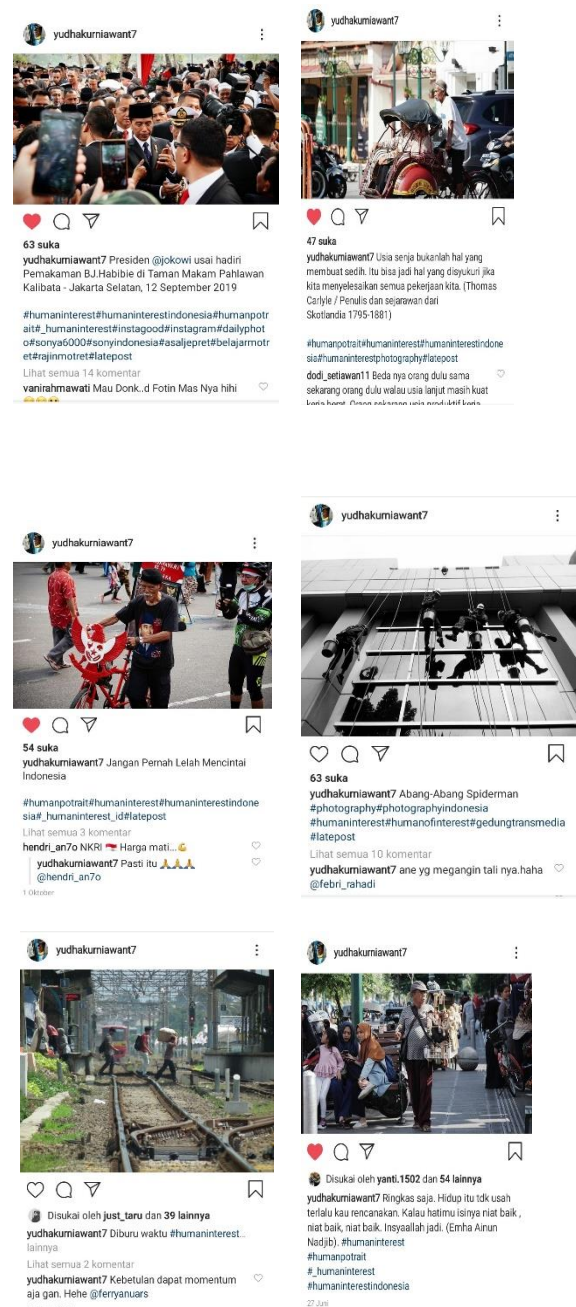 yudhakurniawant7
63 suka
yudhakurniawant7 Presiden @jokowi usai hadiri
Pemakaman BJ.Habibie di Taman Makam Pahlawan
Kalibata - Jakarta Selatan, 12 September 2019
#humaninterest#humaninterestindonesia#humanpotr
ait#_humaninterest#instagood#instagram#dailyphot
o#sonya6000#sonyindonesia#asaljepret#belajarmotr
et#rajinmotret#latepost
Lihat semua 14 komentar
vanirahmawati Mau Donk..d Fotin Mas Nya hihi
yudhakurniawant7
47 suka
yudhakurniawant7 Usia senja bukanlah hal yang
membuat sedih. Itu bisa jadi hal yang disyukuri jika
kita menyelesaikan semua pekerjaan kita. (Thomas
Carlyle / Penulis dan sejarawan dari
Skotlandia 1795-1881)
#humanpotrait#humaninterest#humaninterestindone
sia#humaninterestphotography#latepost
dodi_setiawan11 Beda nya orang dulu sama
sekarang orang dulu walau usia lanjut masih kuat
kerja berat. Orang sekarang usia produktif kerja
yudhakurniawant7
54 suka
yudhakurniawant7 Jangan Pernah Lelah Mencintai
Indonesia
#humanpotrait#humaninterest#humaninterestindone
sia#_humaninterest_id#latepost
Lihat semua 3 komentar
hendri_an7o NKRI 🇮🇩 Harga mati...💪
yudhakurniawant7 Pasti itu 🙏🙏🙏
@hendri_an7o
1 Oktober
yudhakurniawant7
63 suka
yudhakurniawant7 Abang-Abang Spiderman
#photography#photographyindonesia
#humaninterest#humanofinterest#gedungtransmedia
#latepost
Lihat semua 10 komentar
yudhakurniawant7 ane yg megangin tali nya.haha
@febri_rahadi
yudhakurniawant7
Disukai oleh just_taru dan 39 lainnya
yudhakurniawant7 Diburu waktu #humaninterest..
lainnya
Lihat semua 2 komentar
yudhakurniawant7 Kebetulan dapat momentum
aja gan. Hehe @ferryanuars
yudhakurniawant7
Disukai oleh yanti.1502 dan 54 lainnya
yudhakurniawant7 Ringkas saja. Hidup itu tdk usah
terlalu kau rencanakan. Kalau hatimu isinya niat baik ,
niat baik, niat baik. Insyaallah jadi. (Emha Ainun
Nadjib). #humaninterest
#humanpotrait
#_humaninterest
#humaninterestindonesia
27 Juni